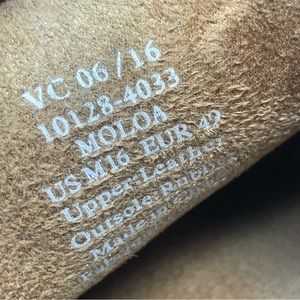 VC 06/16
10128-4033
MOLOA
US M16 EUR 49
Upper Leather
Outsole
Made in